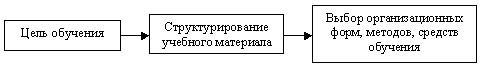 Цель обучения
Структурирование
учебного материала
Выбор организационных
форм, методов, средств
обучения